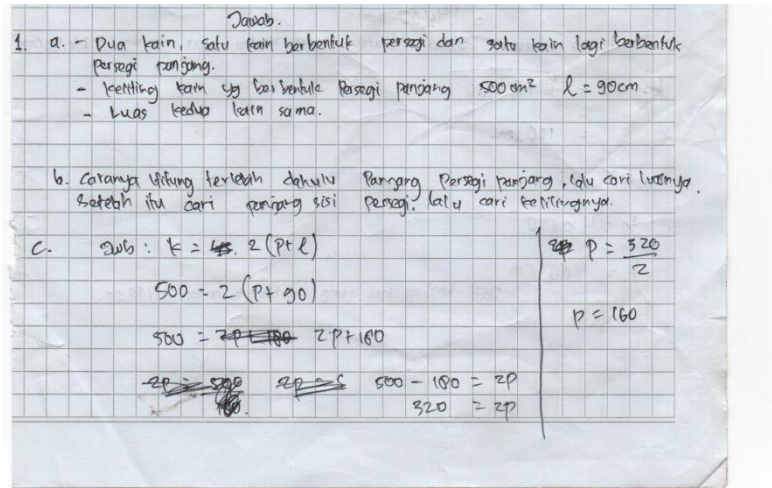 Jawab.
1. a. - Dua kain, satu kain berbentuk persegi dan satu kain lagi berbentuk
persegi panjang.
- keliling kain yg berbentuk Persegi panjang 500 cm² l = 90cm
- Luas kedua kain sama.
b. Caranya hitung terlebih dahulu Panjang Persegi panjang, lalu cari luasnya.
Setelah itu cari panjang sisi persegi, lalu cari kelilingnya.
c. Jwb : k = 2 (p+l)
500 = 2 (p+ 90)
500 = 2p+180
500 - 180 = 2p
320 = 2p
p = 320/2
p = 160